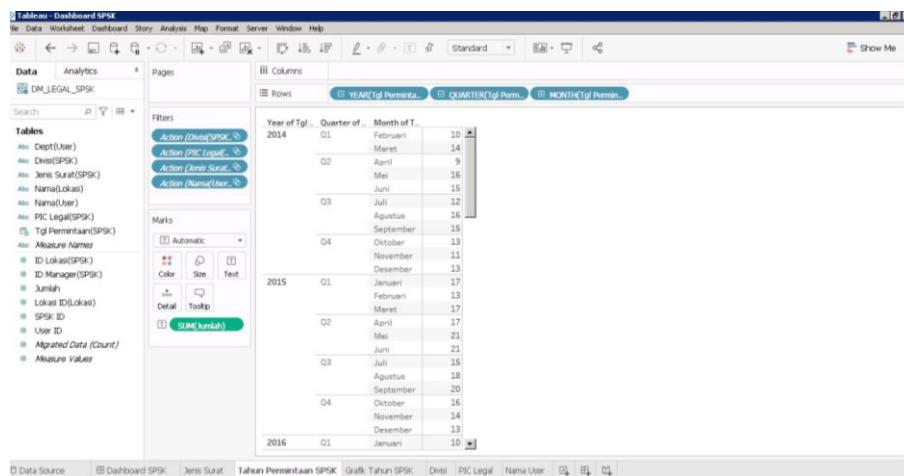 Tableau - Dashboard SPSK
File Data Worksheet Dashboard Story Analysis Map Format Server Window Help
Standard Show Me
Data Analytics
DM_LEGAL_SPSK
Search
Tables
Abc Dept(User)
Abc Divisi(SPSK)
Abc Jenis Surat(SPSK)
Abc Nama(Lokasi)
Abc Nama(User)
Abc PIC Legal(SPSK)
Tgl Permintaan(SPSK)
Abc Measure Names
ID Lokasi(SPSK)
ID Manager(SPSK)
Jumlah
Lokasi ID(Lokasi)
SPSK ID
User ID
Migrated Data (Count)
Measure Values
Pages
Filters
Action (Divisi(SPSK..
Action (PIC Legal(..
Action (Jenis Surat..
Action (Nama(User..
Marks
Automatic
Color Size Text
Detail Tooltip
SUM(Jumlah)
Columns
Rows YEAR(Tgl Perminta.. QUARTER(Tgl Perm.. MONTH(Tgl Permin..
Year of Tgl .. Quarter of .. Month of T..
2014 Q1 Februari 10
Maret 14
Q2 April 9
Mei 16
Juni 15
Q3 Juli 12
Agustus 16
September 15
Q4 Oktober 13
November 11
Desember 13
2015 Q1 Januari 17
Februari 13
Maret 17
Q2 April 17
Mei 21
Juni 21
Q3 Juli 15
Agustus 18
September 20
Q4 Oktober 16
November 14
Desember 13
2016 Q1 Januari 10
Data Source Dashboard SPSK Jenis Surat Tahun Permintaan SPSK Grafik Tahun SPSK Divisi PIC Legal Nama User